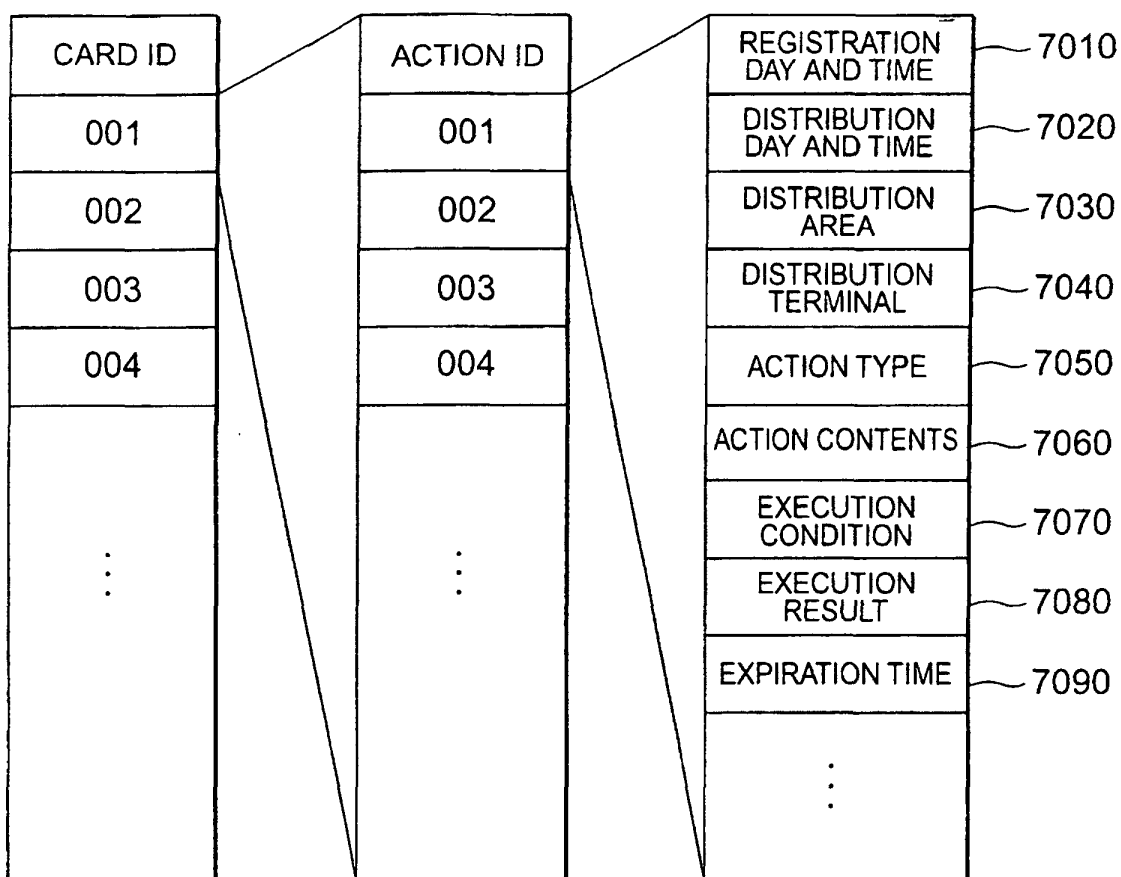 CARD ID
001
002
003
004
ACTION ID
001
002
003
004
REGISTRATION
DAY AND TIME
7010
DISTRIBUTION
DAY AND TIME
7020
DISTRIBUTION
AREA
7030
DISTRIBUTION
TERMINAL
7040
ACTION TYPE
7050
ACTION CONTENTS
7060
EXECUTION
CONDITION
7070
EXECUTION
RESULT
7080
EXPIRATION TIME
7090